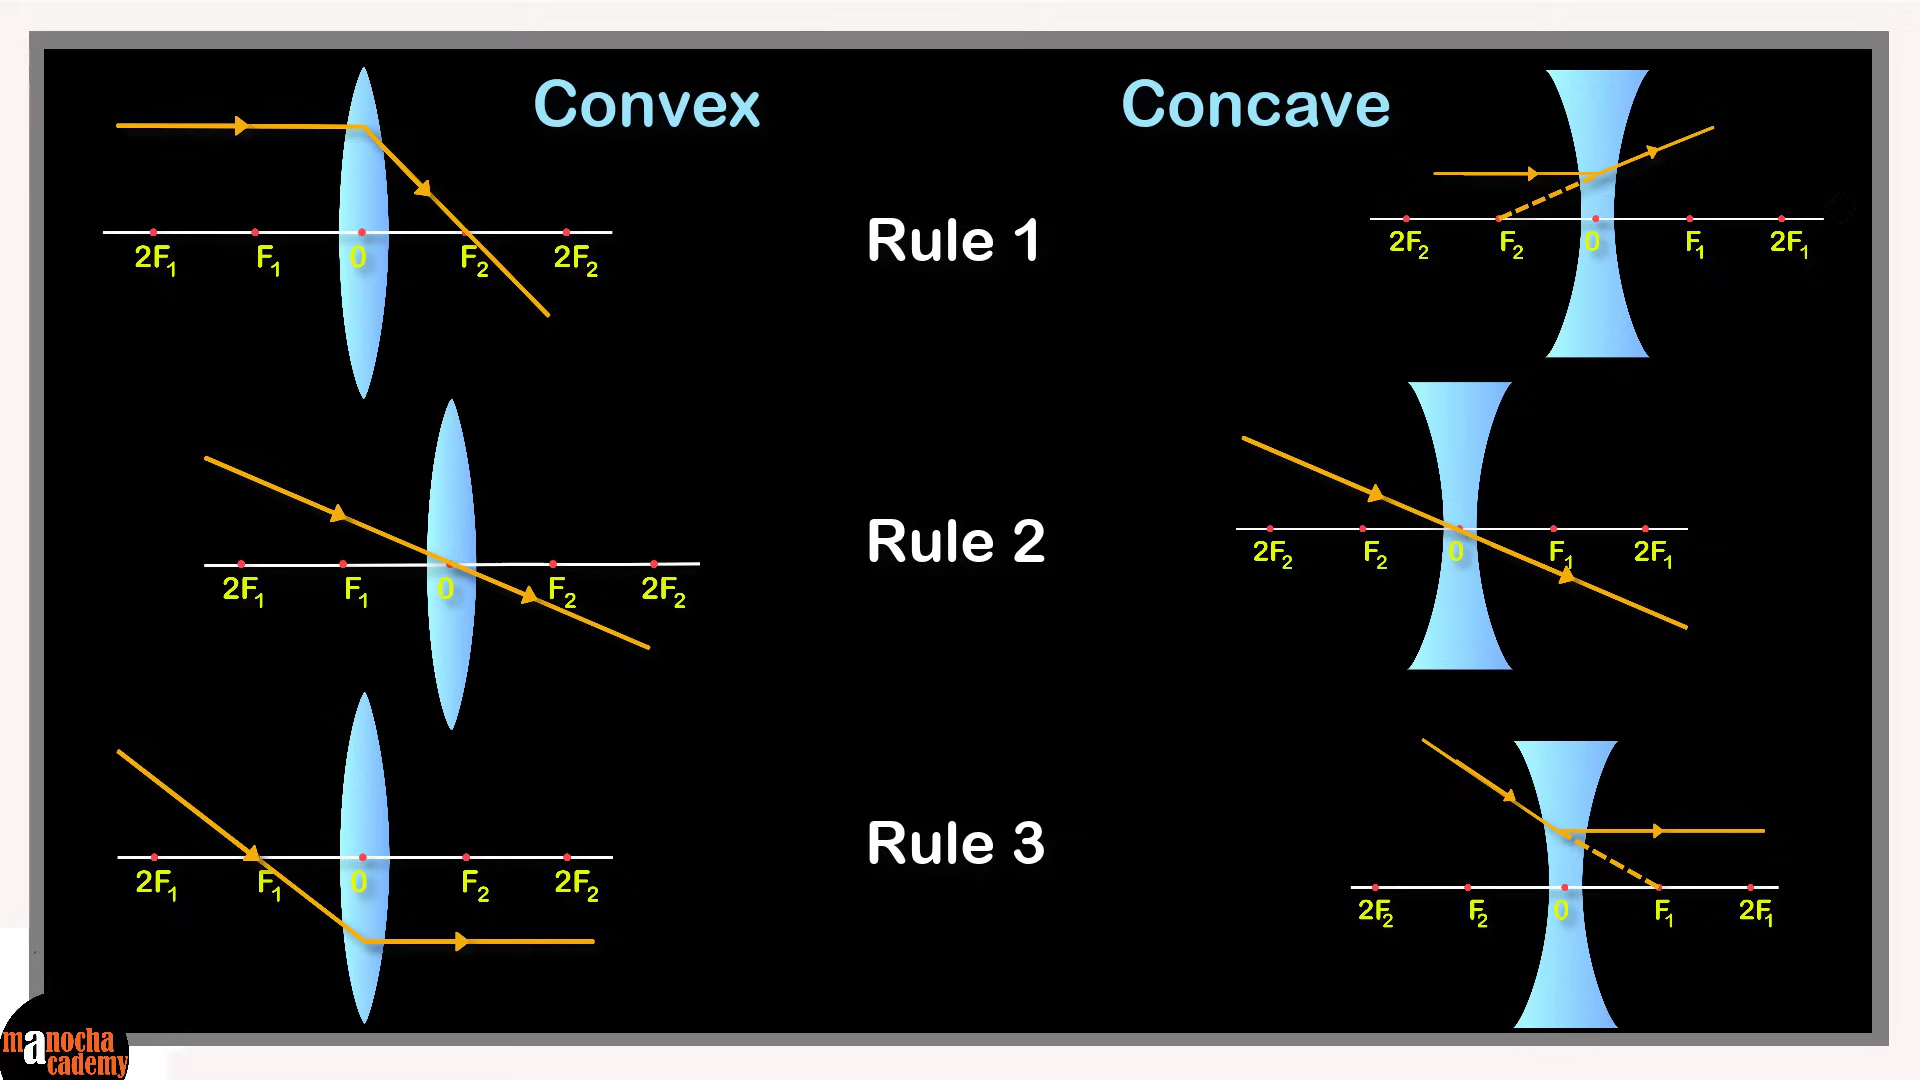 Convex
Concave
2F₁ F₁ 0 F₂ 2F₂
Rule 1
2F₂ F₂ 0 F₁ 2F₁
2F₁ F₁ 0 F₂ 2F₂
Rule 2
2F₂ F₂ 0 F₁ 2F₁
2F₁ F₁ 0 F₂ 2F₂
Rule 3
2F₂ F₂ 0 F₁ 2F₁
manocha
academy